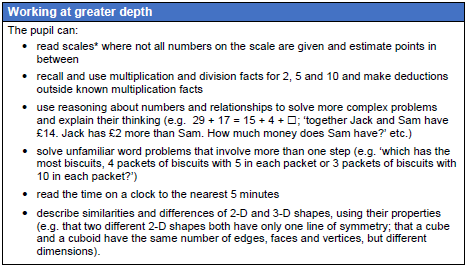 Working at greater depth
The pupil can:
• read scales* where not all numbers on the scale are given and estimate points in
between
• recall and use multiplication and division facts for 2, 5 and 10 and make deductions
outside known multiplication facts
• use reasoning about numbers and relationships to solve more complex problems
and explain their thinking (e.g. 29 + 17 = 15 + 4 + □; ‘together Jack and Sam have
£14. Jack has £2 more than Sam. How much money does Sam have?’ etc.)
• solve unfamiliar word problems that involve more than one step (e.g. ‘which has the
most biscuits, 4 packets of biscuits with 5 in each packet or 3 packets of biscuits with
10 in each packet?’)
• read the time on a clock to the nearest 5 minutes
• describe similarities and differences of 2-D and 3-D shapes, using their properties
(e.g. that two different 2-D shapes both have only one line of symmetry; that a cube
and a cuboid have the same number of edges, faces and vertices, but different
dimensions).